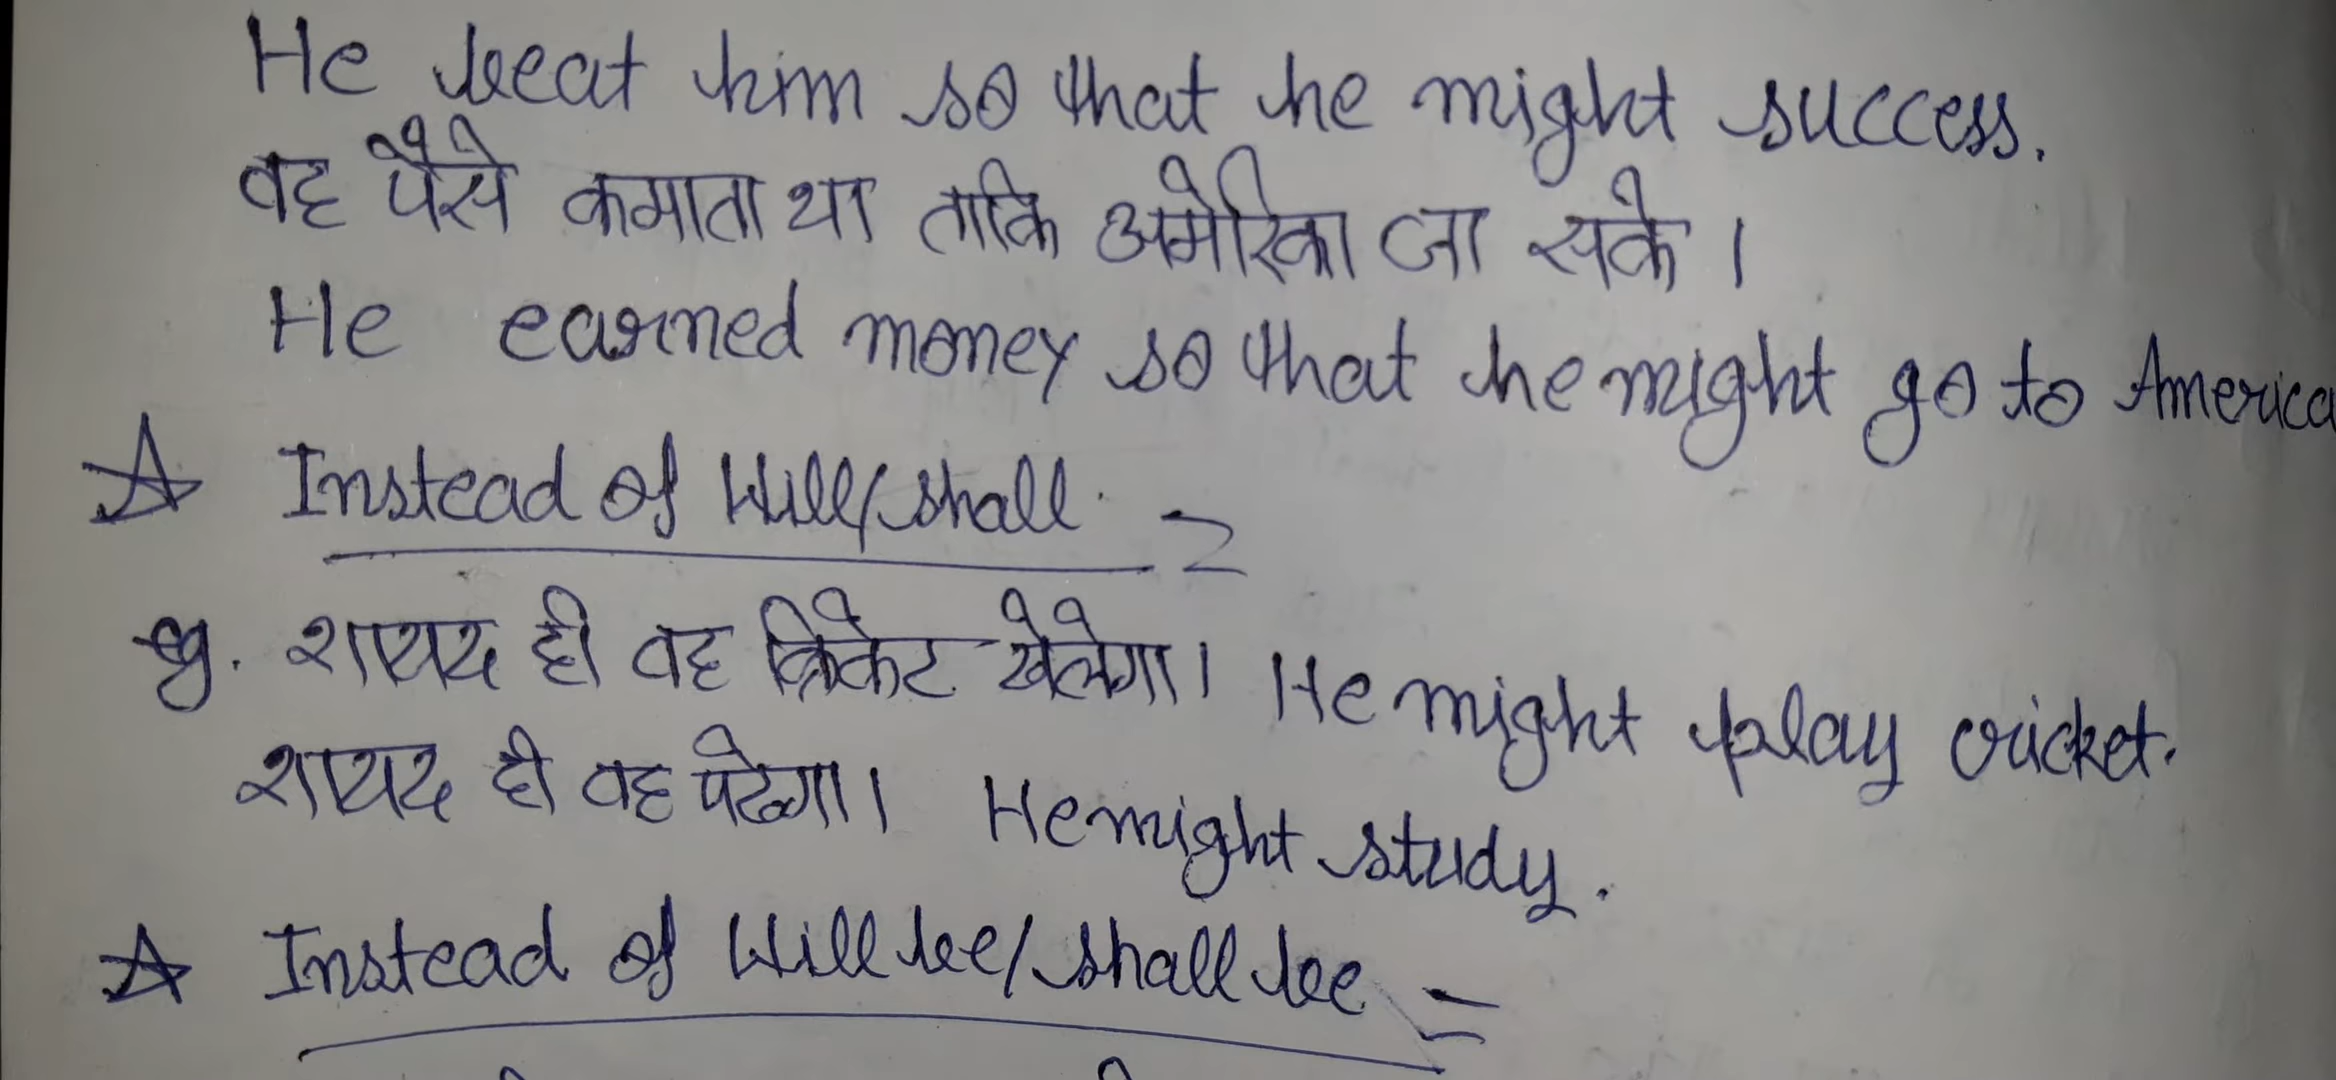 He beat him so that he might success.
वह पैसे कमाता था ताकि अमेरिका जा सके ।
He earned money so that he might go to America
☆ Instead of Will/shall =
eg. शायद ही वह क्रिकेट खेलेगा। He might play cricket.
शायद ही वह पढेगा। He might study.
☆ Instead of Will be/shall be =